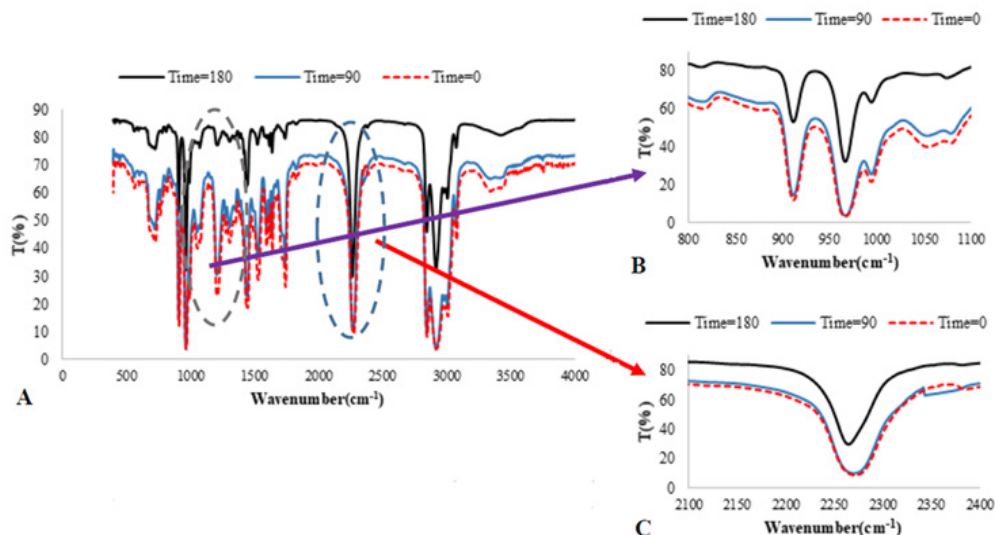 Time=180 Time=90 Time=0
T(%)
90
80
70
60
50
40
30
20
10
0
0 500 1000 1500 2000 2500 3000 3500 4000
Wavenumber(cm⁻¹)
A
Time=180 Time=90 Time=0
T(%)
80
60
40
20
0
800 850 900 950 1000 1050 1100
Wavenumber(cm⁻¹)
B
Time=180 Time=90 Time=0
T(%)
80
60
40
20
0
2100 2150 2200 2250 2300 2350 2400
Wavenumber(cm⁻¹)
C